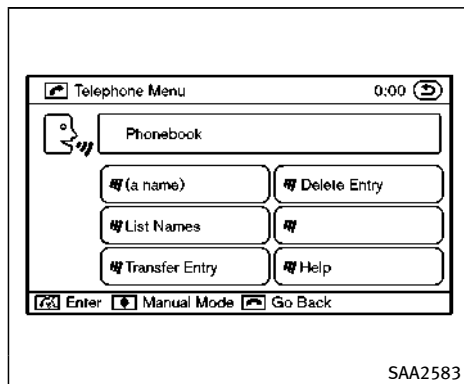 Telephone Menu 0:00
Phonebook
(a name) Delete Entry
List Names
Transfer Entry Help
Enter Manual Mode Go Back
SAA2583